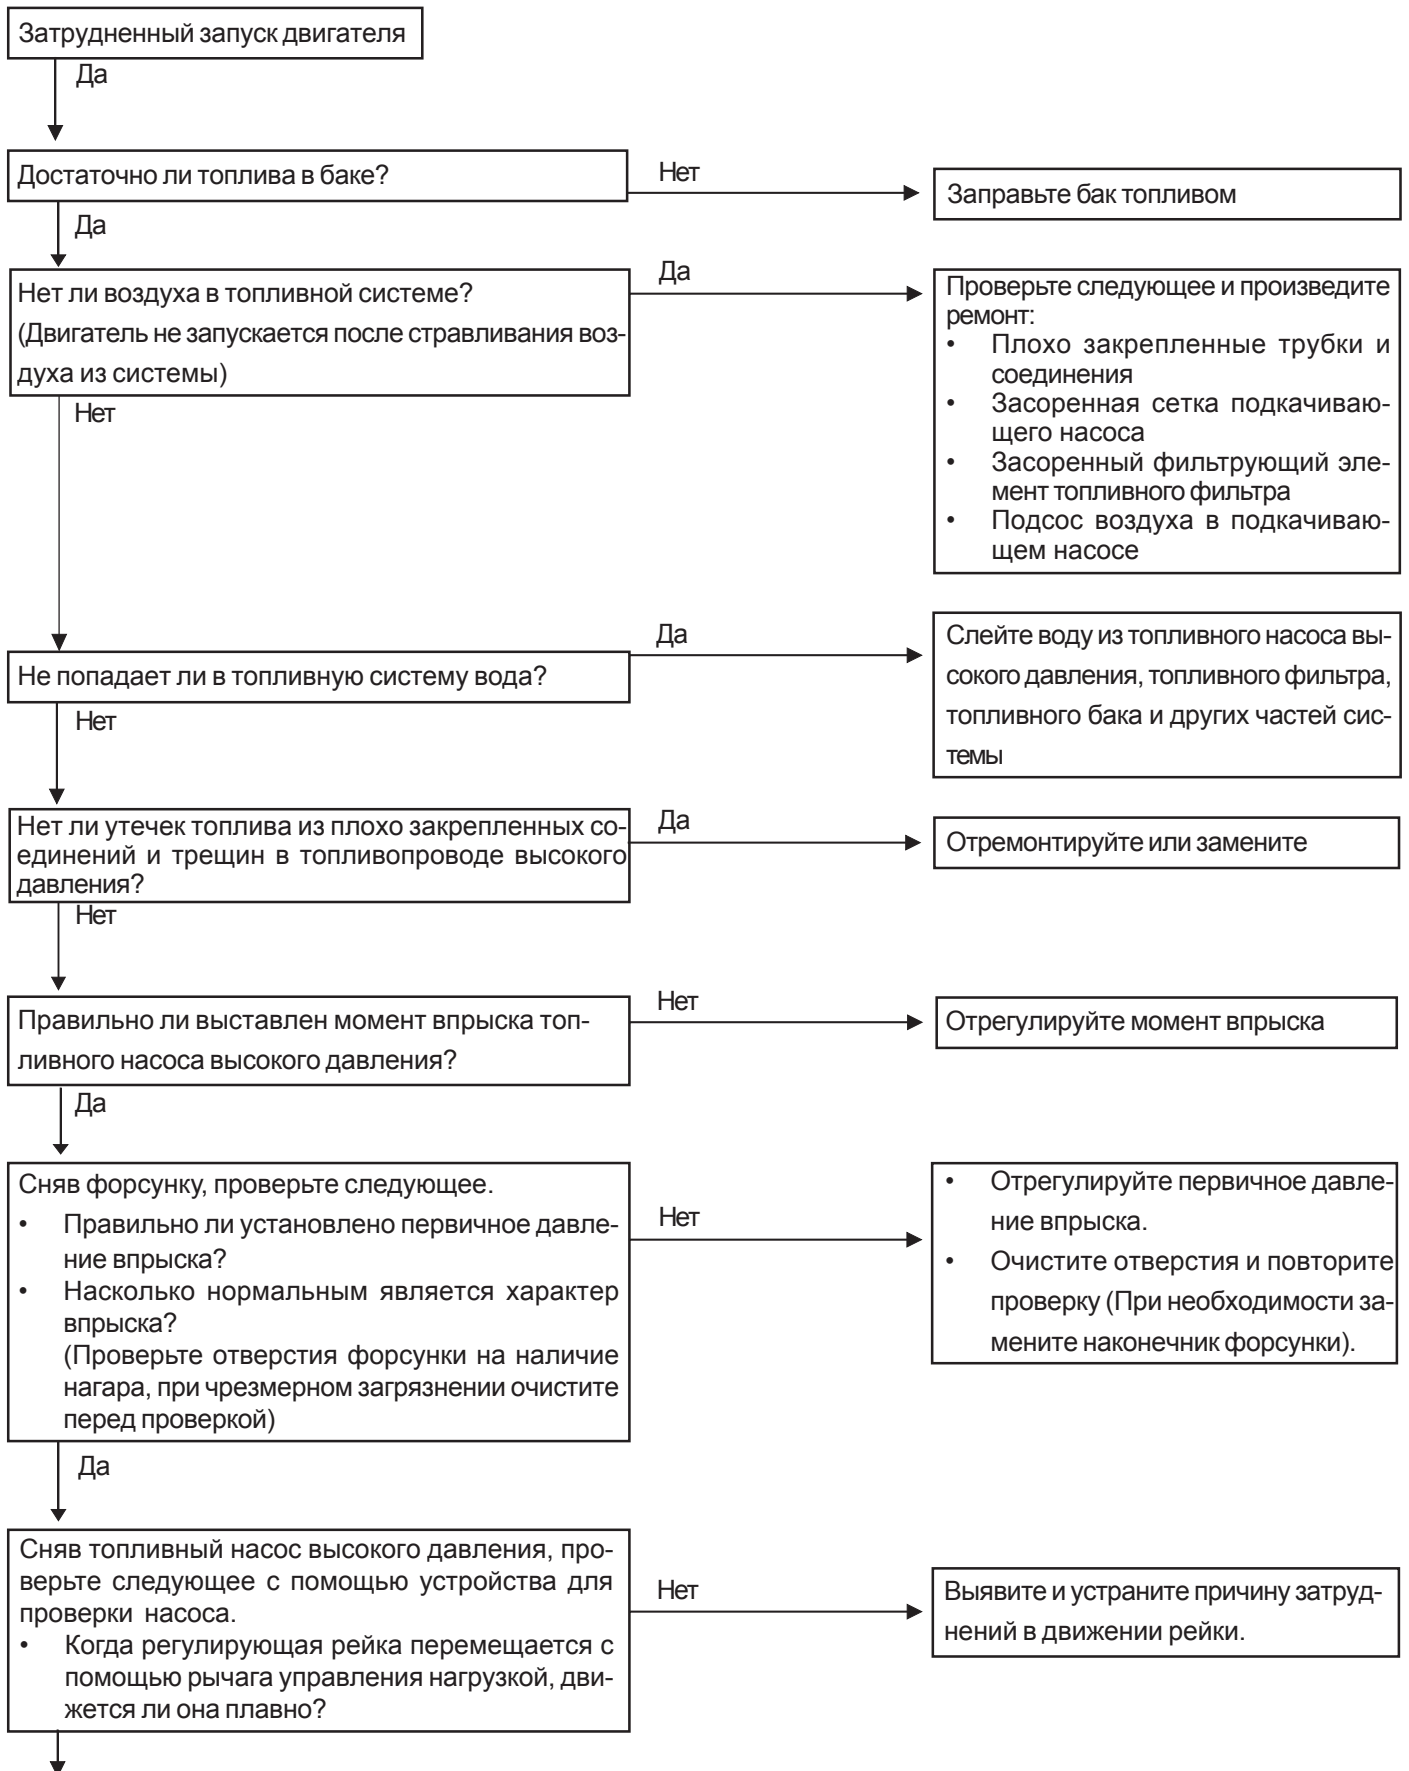 Затрудненный запуск двигателя
Да
Достаточно ли топлива в баке?
Нет
Заправьте бак топливом
Да
Нет ли воздуха в топливной системе?
(Двигатель не запускается после стравливания воз-
духа из системы)
Да
Проверьте следующее и произведите
ремонт:
• Плохо закрепленные трубки и
соединения
• Засоренная сетка подкачиваю-
щего насоса
• Засоренный фильтрующий эле-
мент топливного фильтра
• Подсос воздуха в подкачиваю-
щем насосе
Нет
Не попадает ли в топливную систему вода?
Да
Слейте воду из топливного насоса вы-
сокого давления, топливного фильтра,
топливного бака и других частей сис-
темы
Нет
Нет ли утечек топлива из плохо закрепленных со-
единений и трещин в топливопроводе высокого
давления?
Да
Отремонтируйте или замените
Нет
Правильно ли выставлен момент впрыска топ-
ливного насоса высокого давления?
Нет
Отрегулируйте момент впрыска
Да
Сняв форсунку, проверьте следующее.
• Правильно ли установлено первичное давле-
ние впрыска?
• Насколько нормальным является характер
впрыска?
(Проверьте отверстия форсунки на наличие
нагара, при чрезмерном загрязнении очистите
перед проверкой)
Нет
• Отрегулируйте первичное давле-
ние впрыска.
• Очистите отверстия и повторите
проверку (При необходимости за-
мените наконечник форсунки).
Да
Сняв топливный насос высокого давления, про-
верьте следующее с помощью устройства для
проверки насоса.
• Когда регулирующая рейка перемещается с
помощью рычага управления нагрузкой, дви-
жется ли она плавно?
Нет
Выявите и устраните причину затруд-
нений в движении рейки.